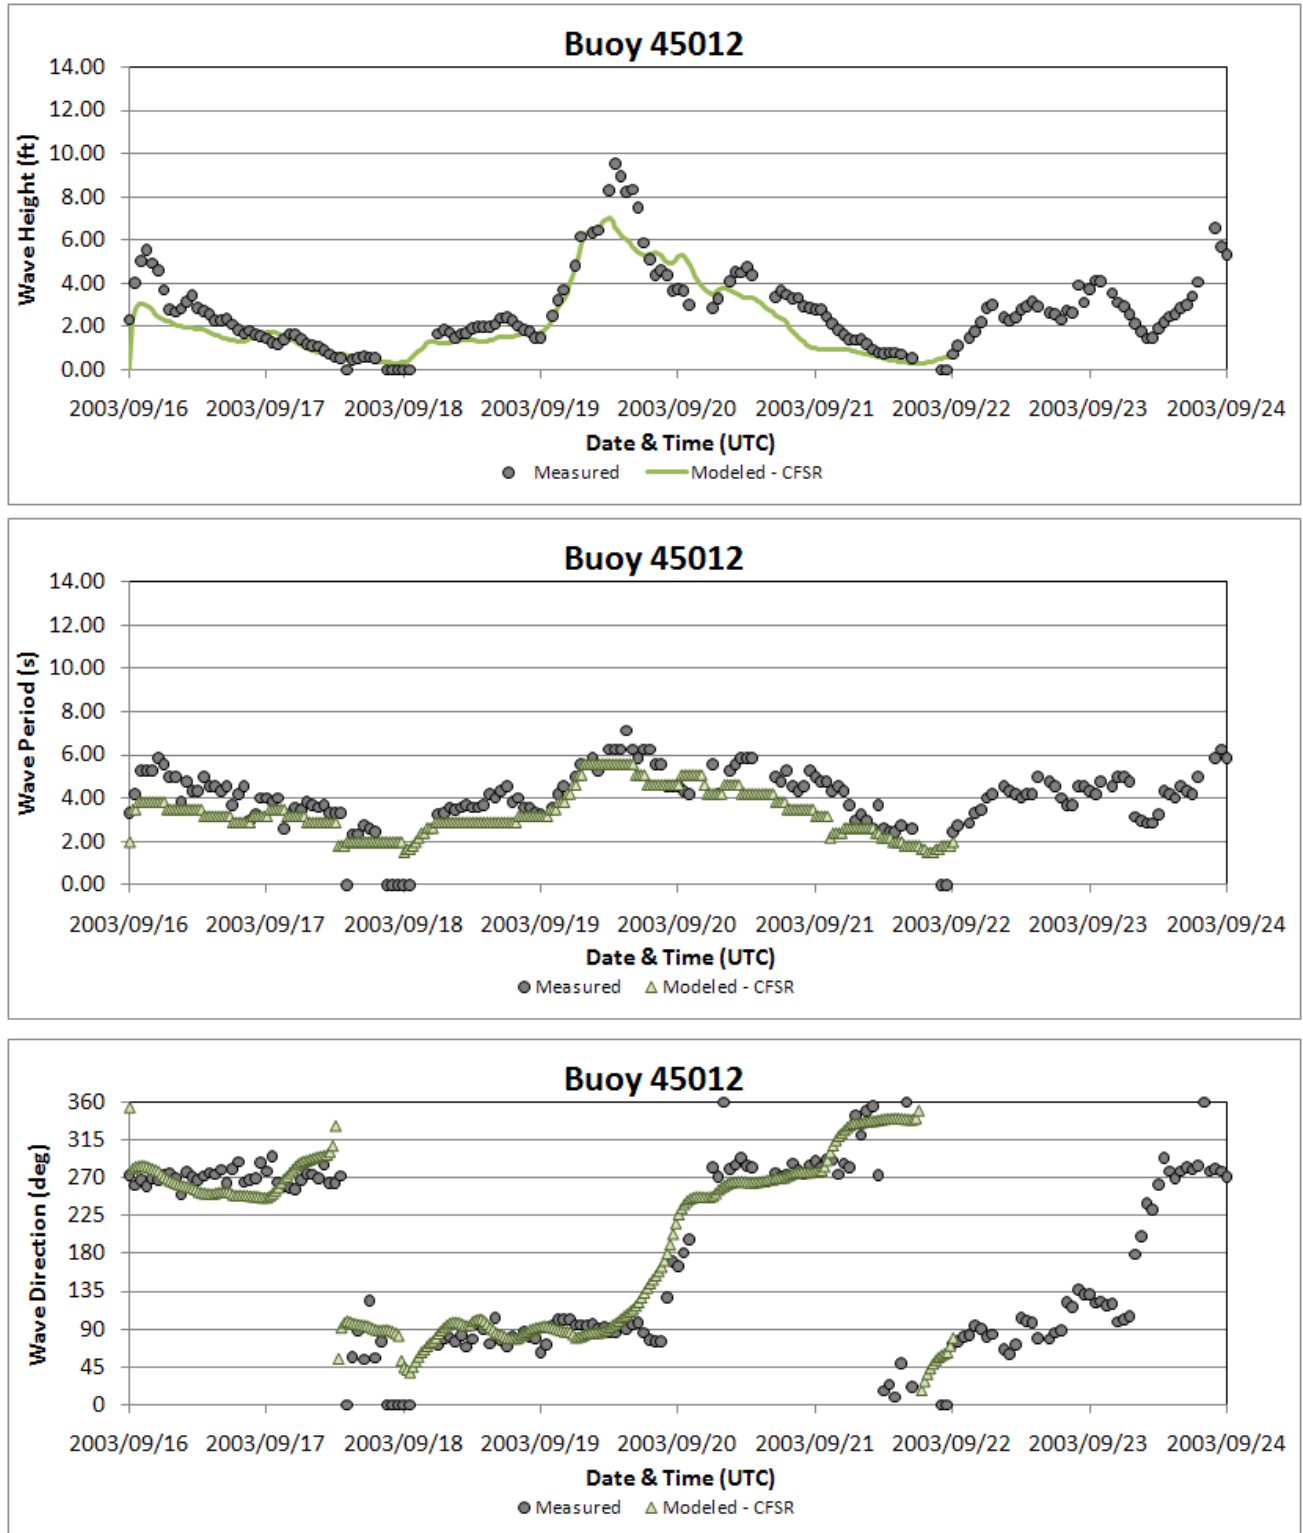 Buoy 45012
14.00
12.00
10.00
8.00
6.00
4.00
2.00
0.00
Wave Height (ft)
2003/09/16 2003/09/17 2003/09/18 2003/09/19 2003/09/20 2003/09/21 2003/09/22 2003/09/23 2003/09/24
Date & Time (UTC)
Measured Modeled - CFSR
Buoy 45012
14.00
12.00
10.00
8.00
6.00
4.00
2.00
0.00
Wave Period (s)
2003/09/16 2003/09/17 2003/09/18 2003/09/19 2003/09/20 2003/09/21 2003/09/22 2003/09/23 2003/09/24
Date & Time (UTC)
Measured Modeled - CFSR
Buoy 45012
360
315
270
225
180
135
90
45
0
Wave Direction (deg)
2003/09/16 2003/09/17 2003/09/18 2003/09/19 2003/09/20 2003/09/21 2003/09/22 2003/09/23 2003/09/24
Date & Time (UTC)
Measured Modeled - CFSR